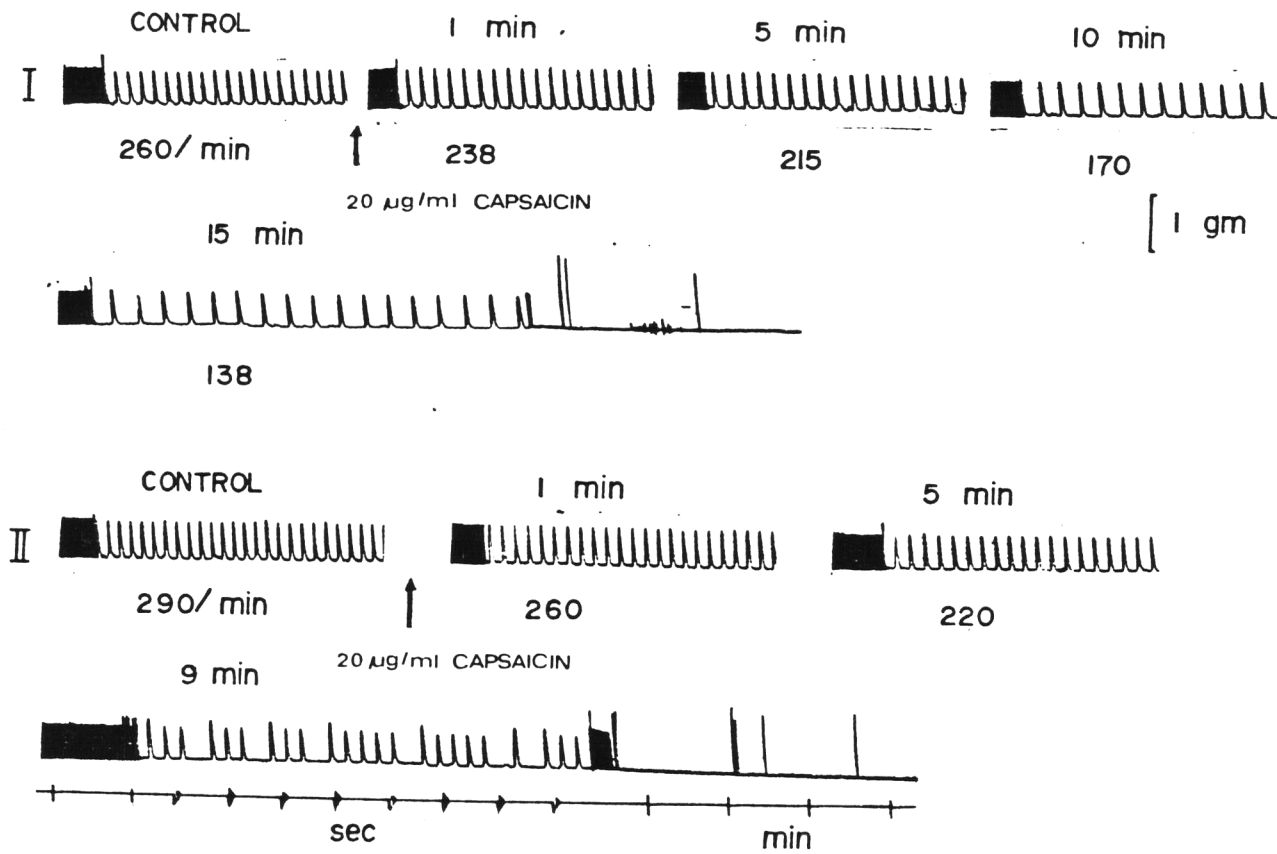 CONTROL 1 min 5 min 10 min
I
260/min 238 215 170
20 µg/ml CAPSAICIN
1 gm
15 min
138
CONTROL 1 min 5 min
II
290/min 260 220
20 µg/ml CAPSAICIN
9 min
sec min